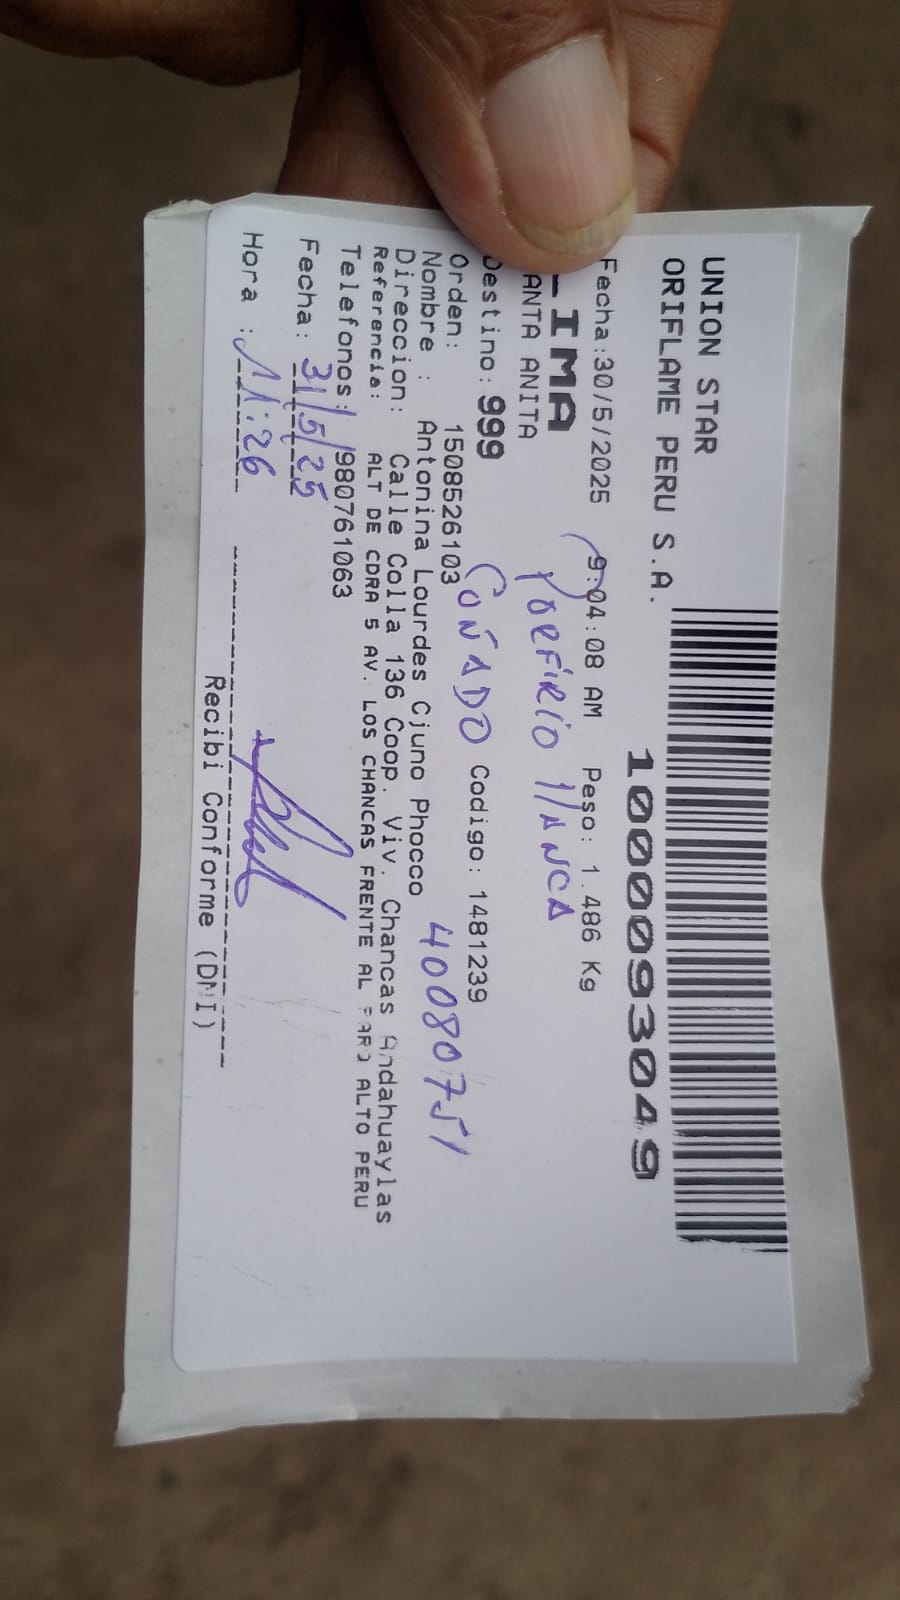 UNION STAR
ORIFLAME PERU S.A.
1000093049
Fecha:30/5/2025 9:04:08 AM Peso: 1.486 Kg
LIMA
ANTA ANITA PORFIRIO
Destino: 999
CUÑADO
Orden: 1508526103 Codigo: 1481239
Nombre : Antonina Lourdes Cjuno Phocco 40080751
Direccion: Calle Colla 136 Coop. Viv. Chancas Andahuaylas
Referencia: ALT DE CDRA 5 AV. LOS CHANCAS FRENTE AL ALTO PERU
Telefonos: 980761063
Fecha: 31/5/25
Hora : 11:26
Recibi Conforme (DNI)